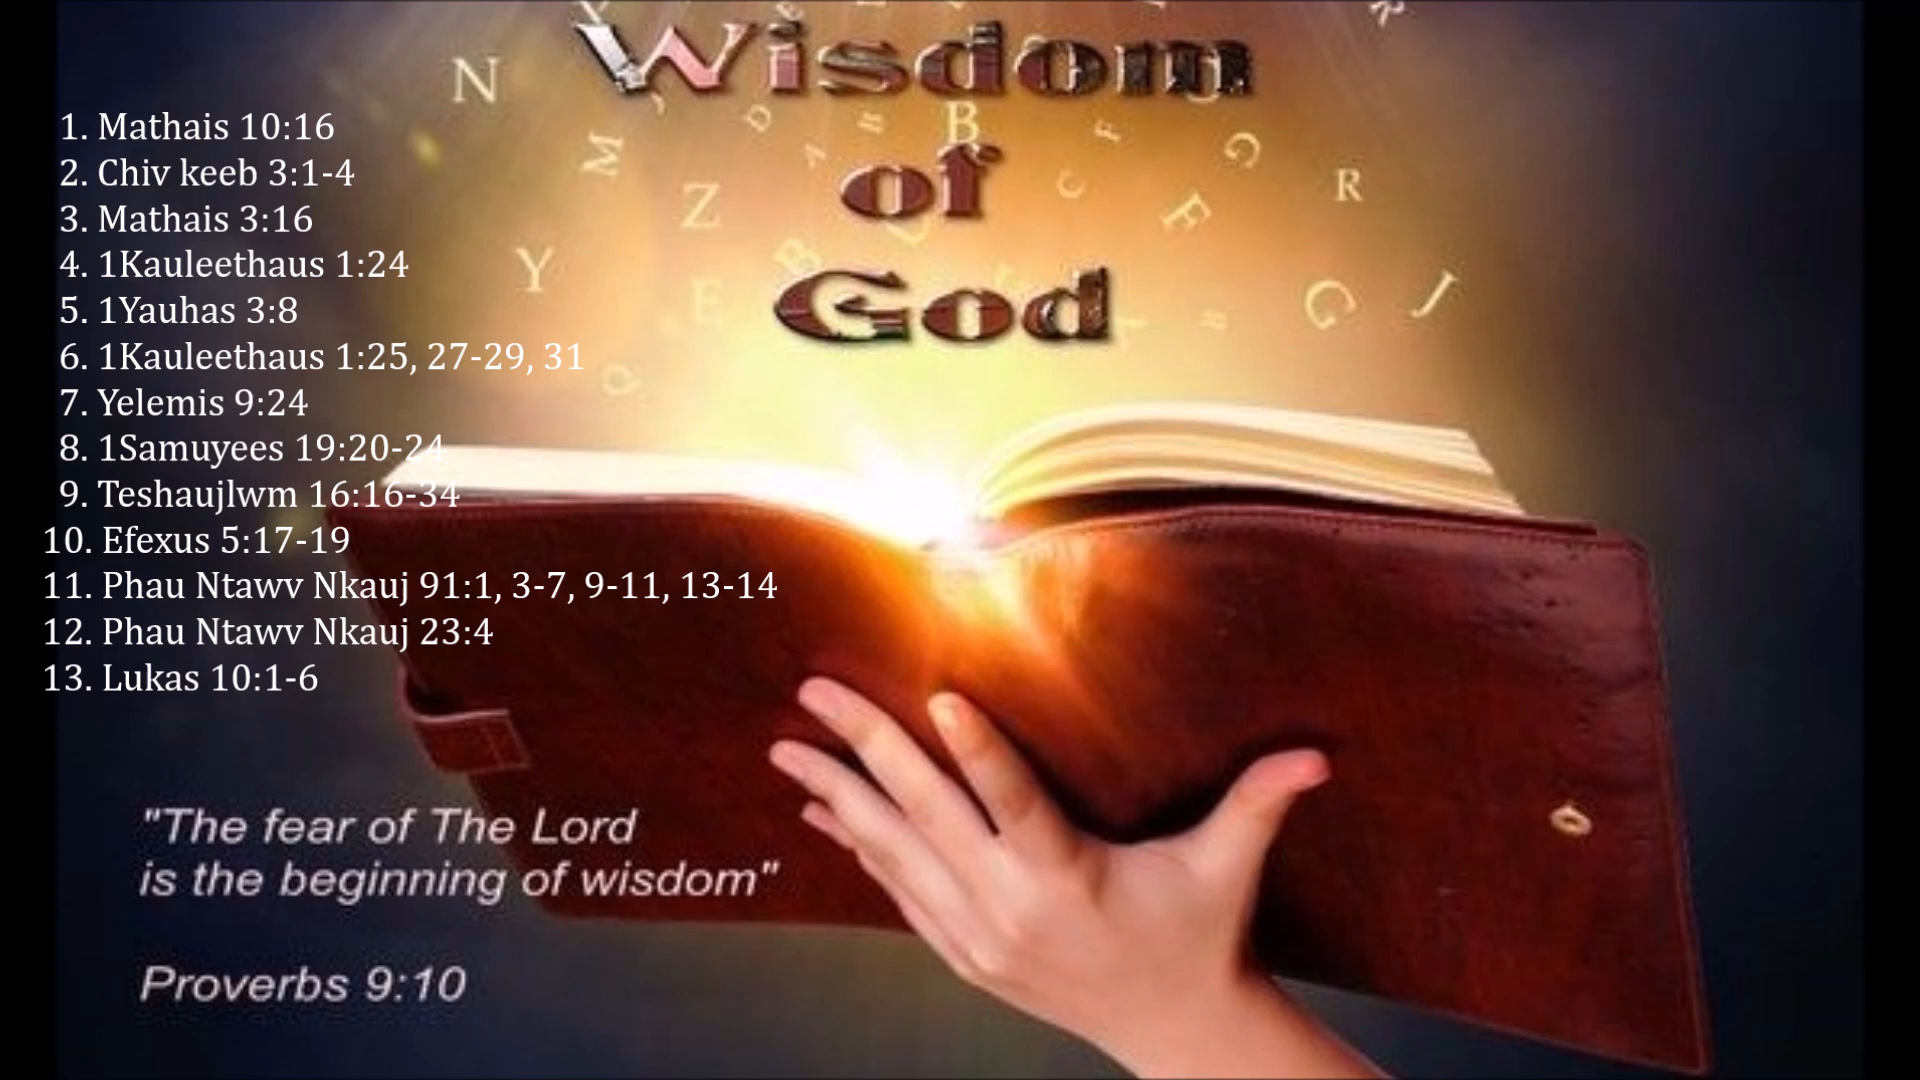 Wisdom
of
God
1. Mathais 10:16
2. Chiv keeb 3:1-4
3. Mathais 3:16
4. 1Kauleethaus 1:24
5. 1Yauhas 3:8
6. 1Kauleethaus 1:25, 27-29, 31
7. Yelemis 9:24
8. 1Samuyees 19:20-24
9. Teshaujlwm 16:16-34
10. Efexus 5:17-19
11. Phau Ntawv Nkauj 91:1, 3-7, 9-11, 13-14
12. Phau Ntawv Nkauj 23:4
13. Lukas 10:1-6
"The fear of The Lord
is the beginning of wisdom"
Proverbs 9:10